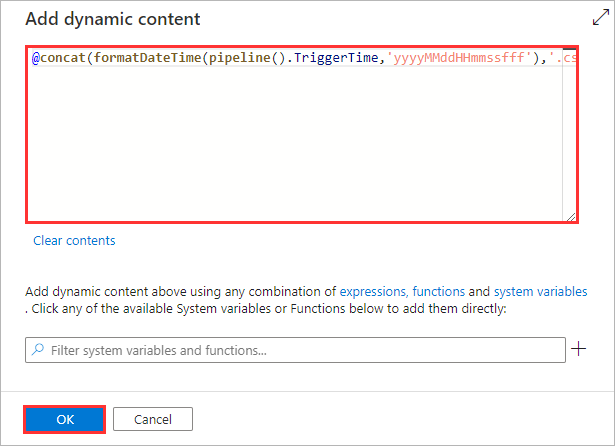 Add dynamic content
@concat(formatDateTime(pipeline().TriggerTime,'yyyyMMddHHmmssfff'),'.cs
Clear contents
Add dynamic content above using any combination of expressions, functions and system variables
. Click any of the available System variables or Functions below to add them directly:
Filter system variables and functions...
OK
Cancel